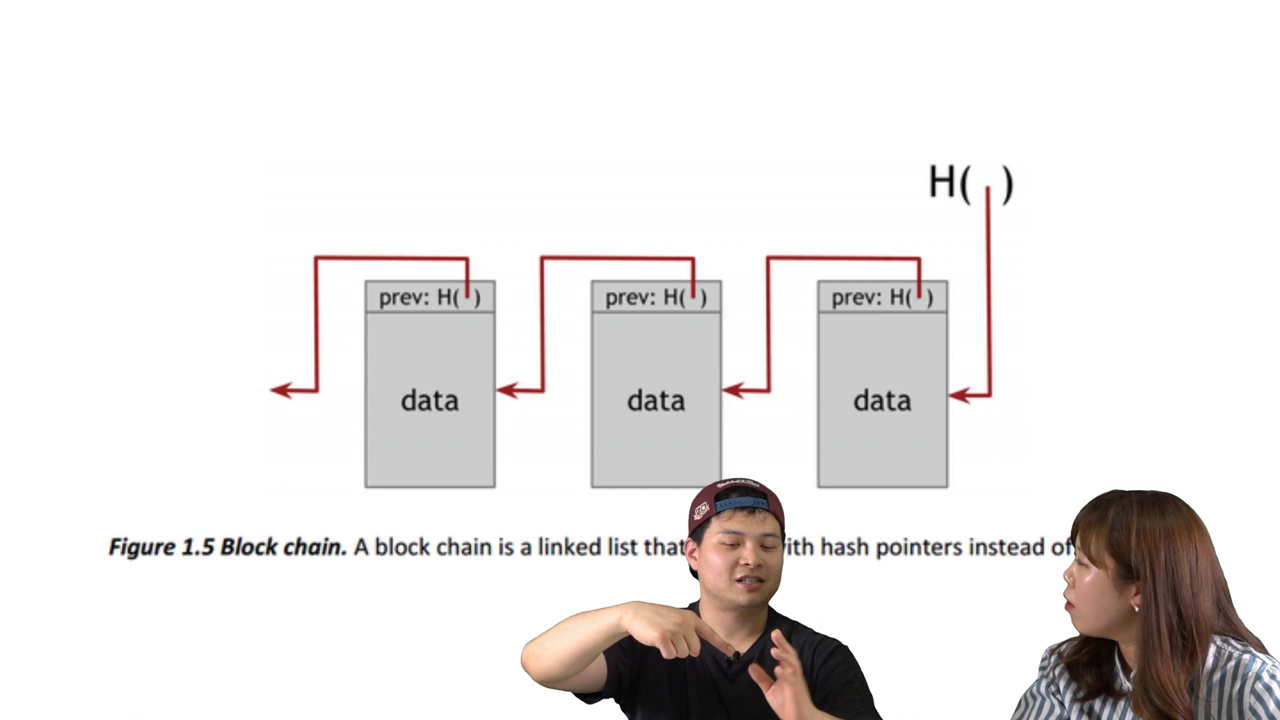 H( )
prev: H( ) prev: H( ) prev: H( )
data data data
Figure 1.5 Block chain. A block chain is a linked list that with hash pointers instead of